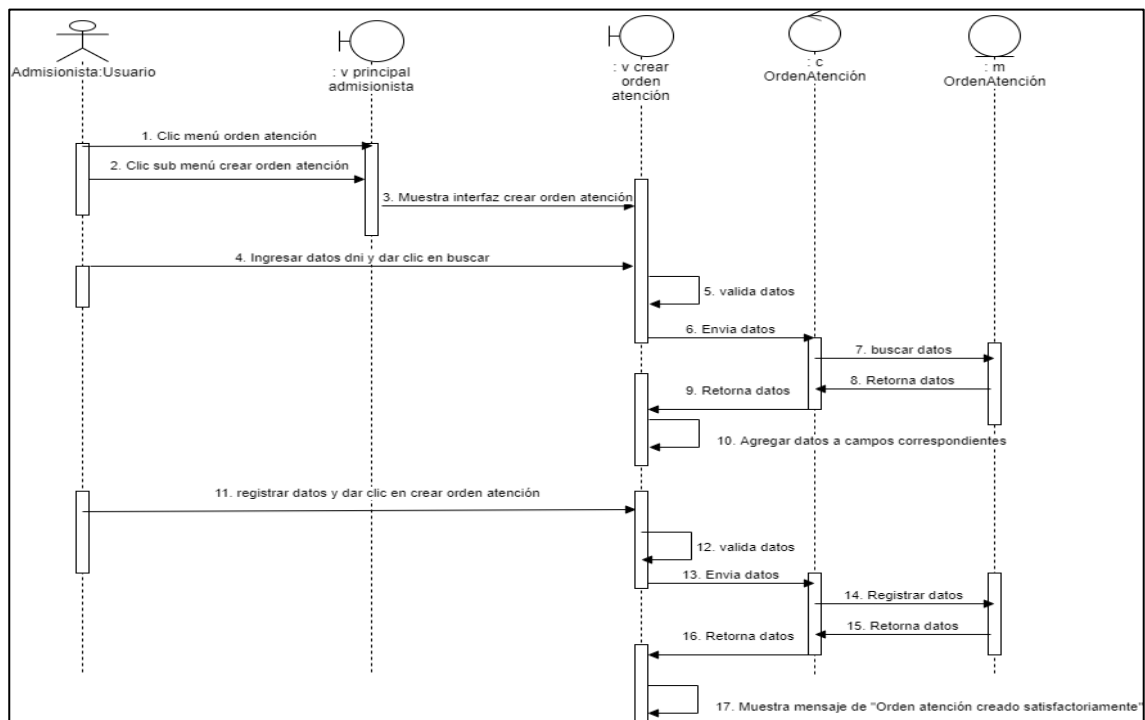 Admisionista:Usuario
: v principal
admisionista
: v crear
orden
atención
: c
OrdenAtención
: m
OrdenAtención
1. Clic menú orden atención
2. Clic sub menú crear orden atención
3. Muestra interfaz crear orden atención
4. Ingresar datos dni y dar clic en buscar
5. valida datos
6. Envia datos
7. buscar datos
8. Retorna datos
9. Retorna datos
10. Agregar datos a campos correspondientes
11. registrar datos y dar clic en crear orden atención
12. valida datos
13. Envia datos
14. Registrar datos
15. Retorna datos
16. Retorna datos
17. Muestra mensaje de "Orden atención creado satisfactoriamente"